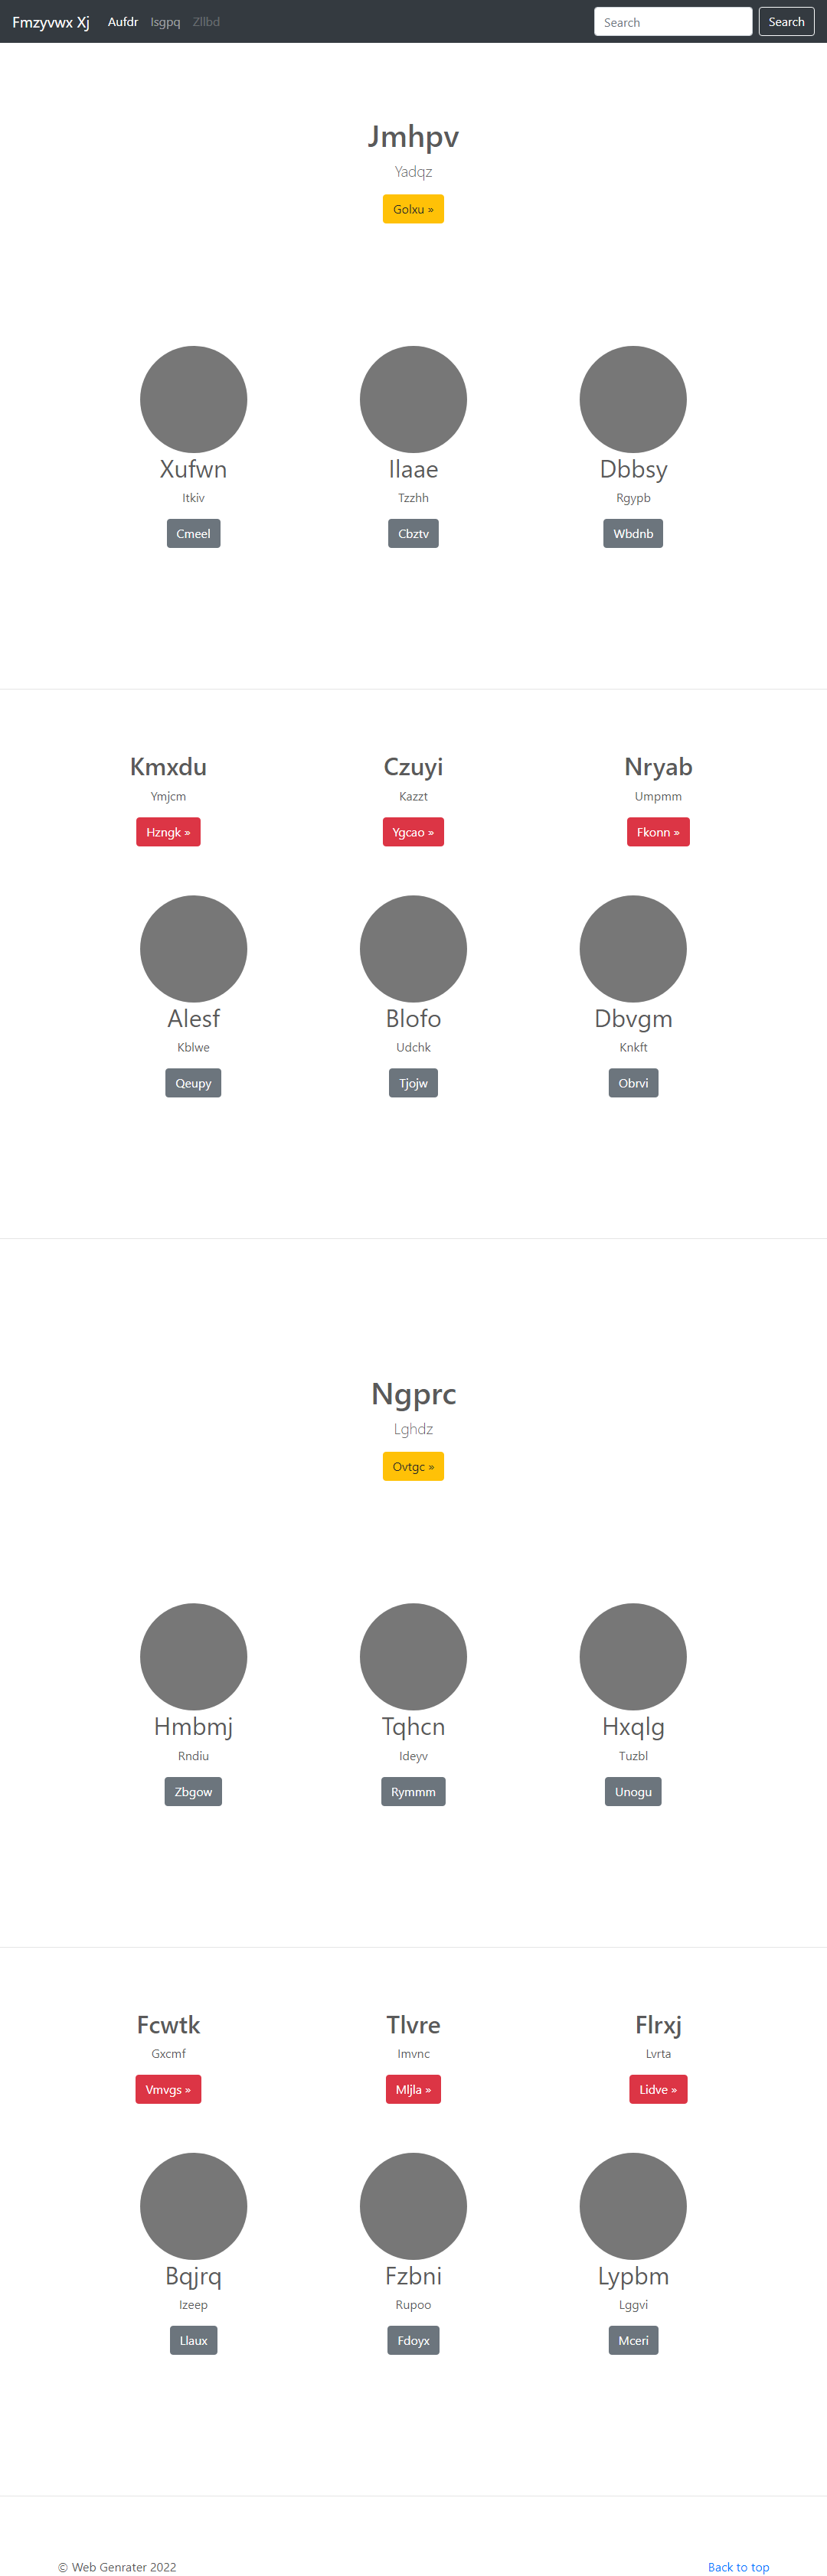 Fmzyvwx Xj Aufdr Isgpq Zllbd Search Search
Jmhpv
Yadqz
Golxu »
Xufwn Ilaae Dbbsy
Itkiv Tzzhh Rgypb
Cmeel Cbztv Wbdnb
Kmxdu Czuyi Nryab
Ymjcm Kazzt Umpmm
Hzngk » Ygcao » Fkonn »
Alesf Blofo Dbvgm
Kblwe Udchk Knkft
Qeupy Tjojw Obrvi
Ngprc
Lghdz
Ovtgc »
Hmbmj Tqhcn Hxqlg
Rndiu Ideyv Tuzbl
Zbgow Rymmm Unogu
Fcwtk Tlvre Flrxj
Gxcmf Imvnc Lvrta
Vmvgs » Mljla » Lidve »
Bqjrq Fzbni Lypbm
Izeep Rupoo Lggvi
Llaux Fdoyx Mceri
© Web Genrater 2022 Back to top